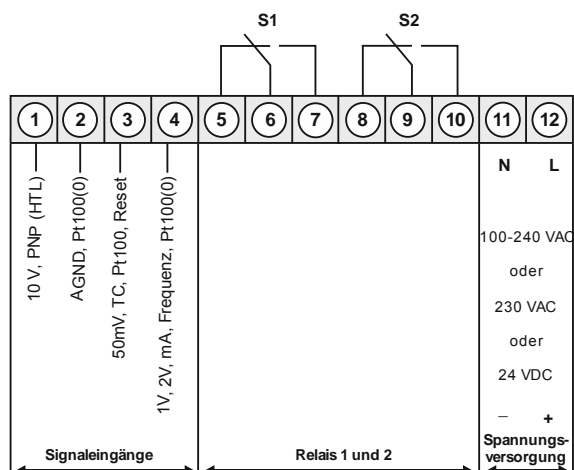 S1
S2
1 2 3 4 5 6 7 8 9 10 11 12
10 V, PNP (HTL)
AGND, Pt100(0)
50mV, TC, Pt100, Reset
1V, 2V, mA, Frequenz, Pt100(0)
N L
100-240 VAC
oder
230 VAC
oder
24 VDC
– +
Signaleingänge
Relais 1 und 2
Spannungs-
versorgung